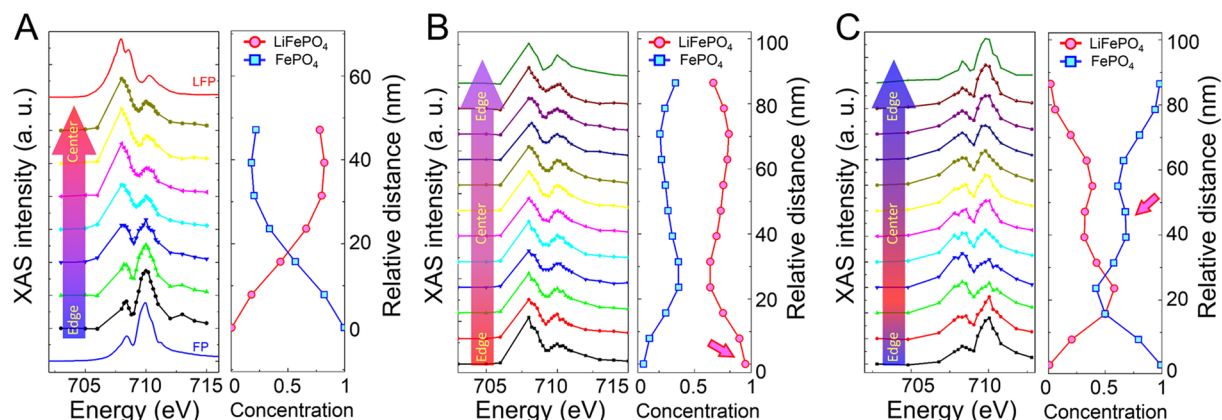 A
XAS intensity (a. u.)
LFP
Center
Edge
FP
705 710 715
Energy (eV)
LiFePO4
FePO4
60
40
20
0
Relative distance (nm)
0 0.5 1
Concentration
B
XAS intensity (a. u.)
Edge
Center
Edge
705 710 715
Energy (eV)
LiFePO4
FePO4
100
80
60
40
20
0
Relative distance (nm)
0 0.5 1
Concentration
C
XAS intensity (a. u.)
Edge
Center
Edge
705 710
Energy (eV)
LiFePO4
FePO4
100
80
60
40
20
0
Relative distance (nm)
0 0.5 1
Concentration